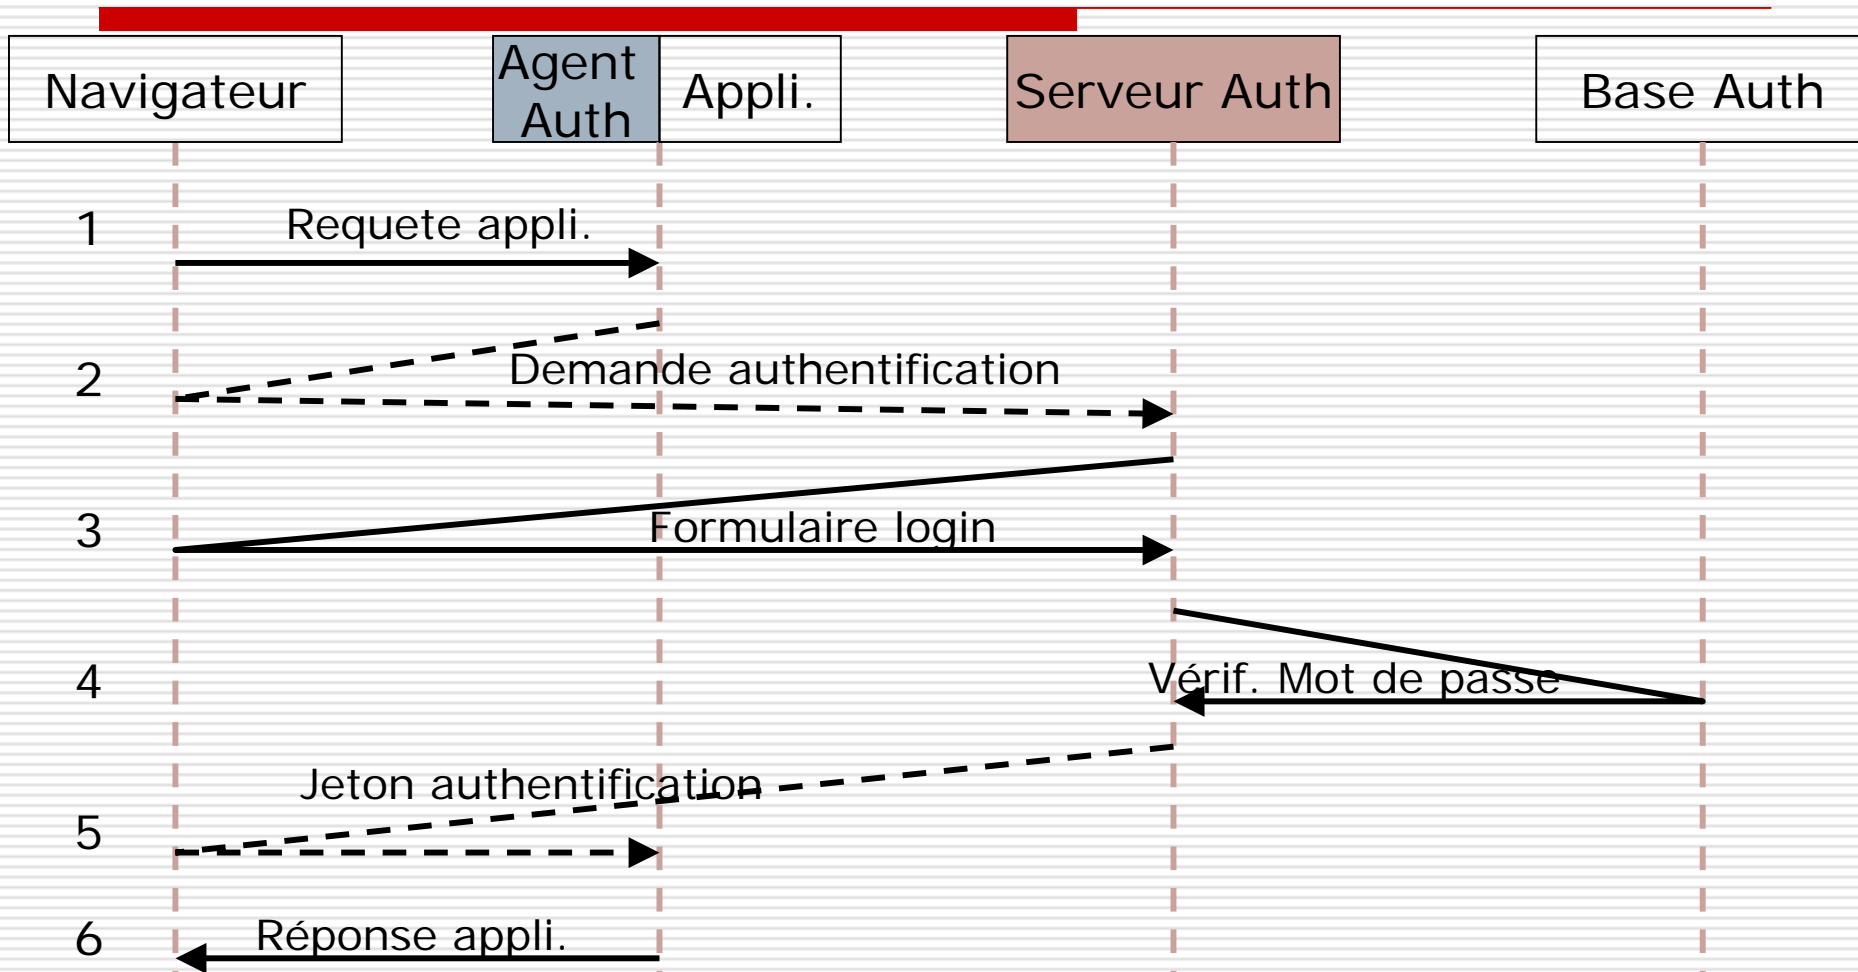 Navigateur
Agent
Auth
Appli.
Serveur Auth
Base Auth
1
Requete appli.
2
Demande authentification
3
Formulaire login
4
Vérif. Mot de passe
Jeton authentification
5
6
Réponse appli.